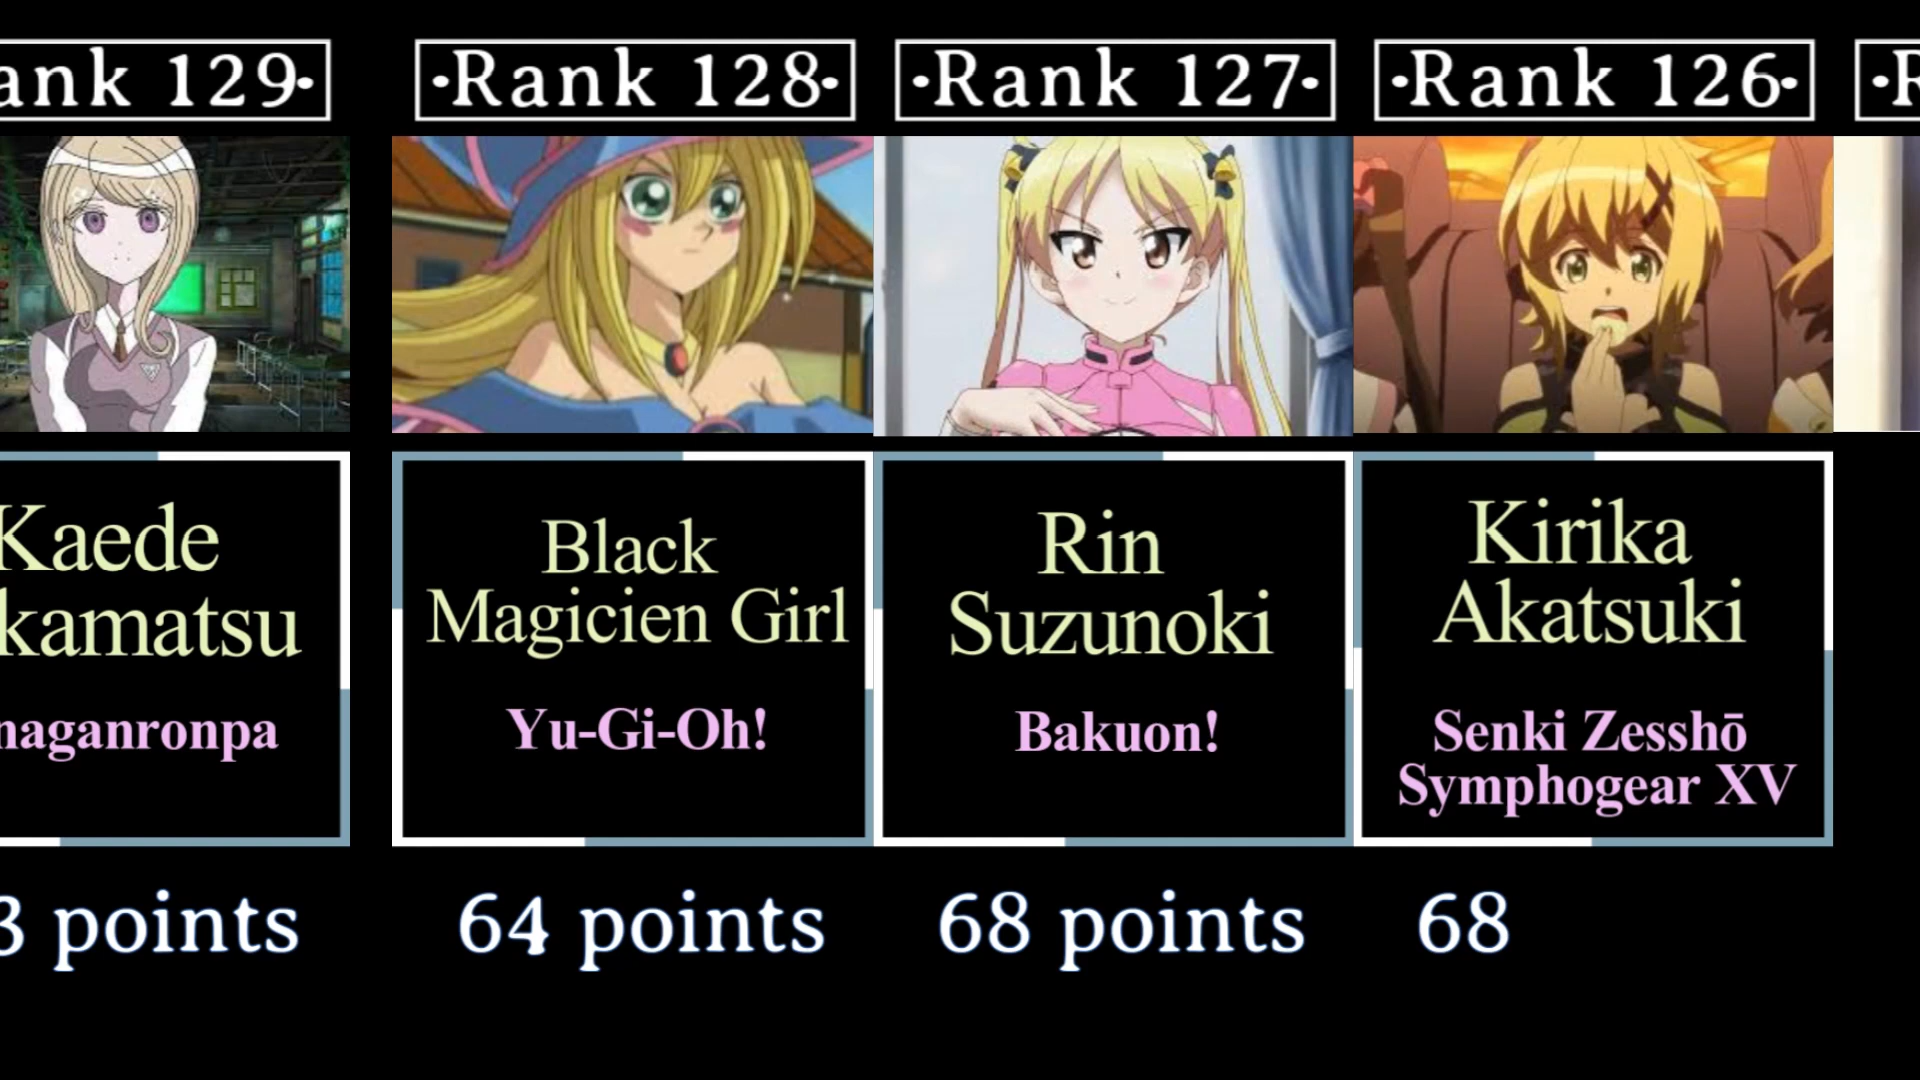 ank 129·
·Rank 128·
·Rank 127·
·Rank 126·
·R
Kaede
kamatsu
naganronpa
3 points
Black
Magicien Girl
Yu-Gi-Oh!
64 points
Rin
Suzunoki
Bakuon!
68 points
Kirika
Akatsuki
Senki Zesshō
Symphogear XV
68